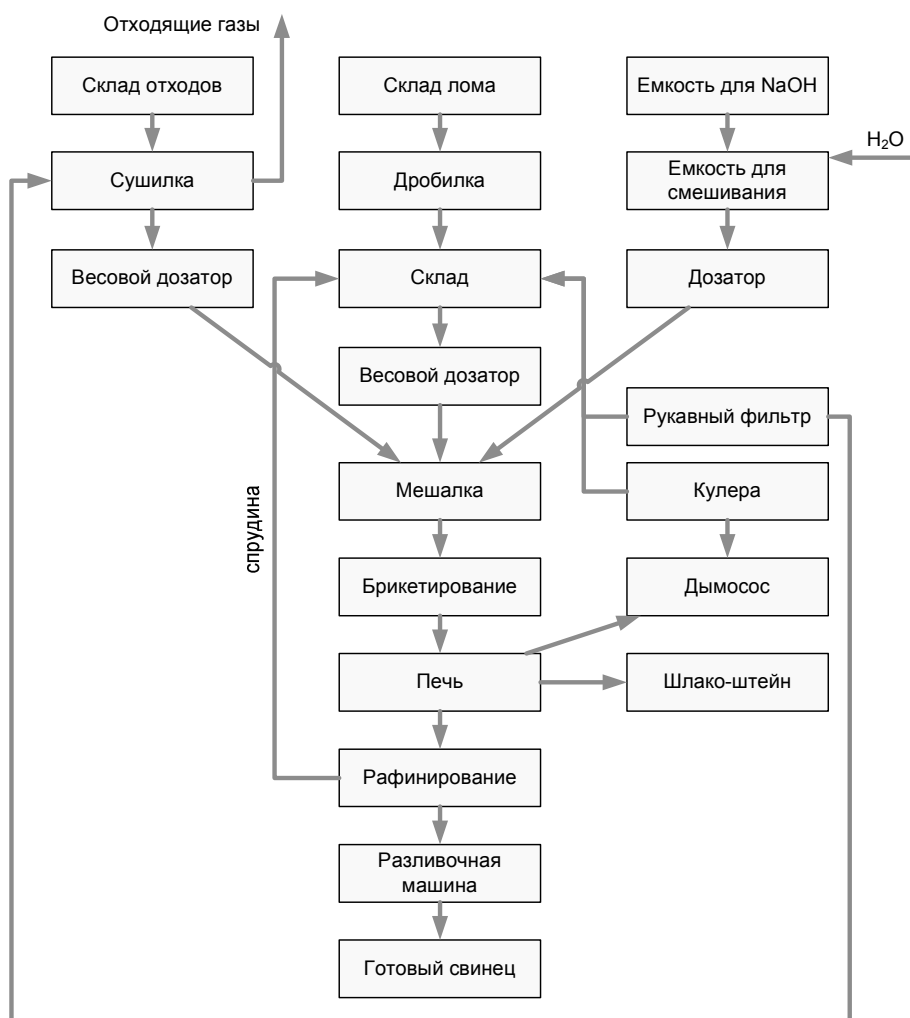 Отходящие газы
Склад отходов
Склад лома
Емкость для NaOH
H₂O
Сушилка
Дробилка
Емкость для
смешивания
Весовой дозатор
Склад
Дозатор
Весовой дозатор
Рукавный фильтр
Мешалка
Кулера
спрудина
Брикетирование
Дымосос
Печь
Шлако-штейн
Рафинирование
Разливочная
машина
Готовый свинец